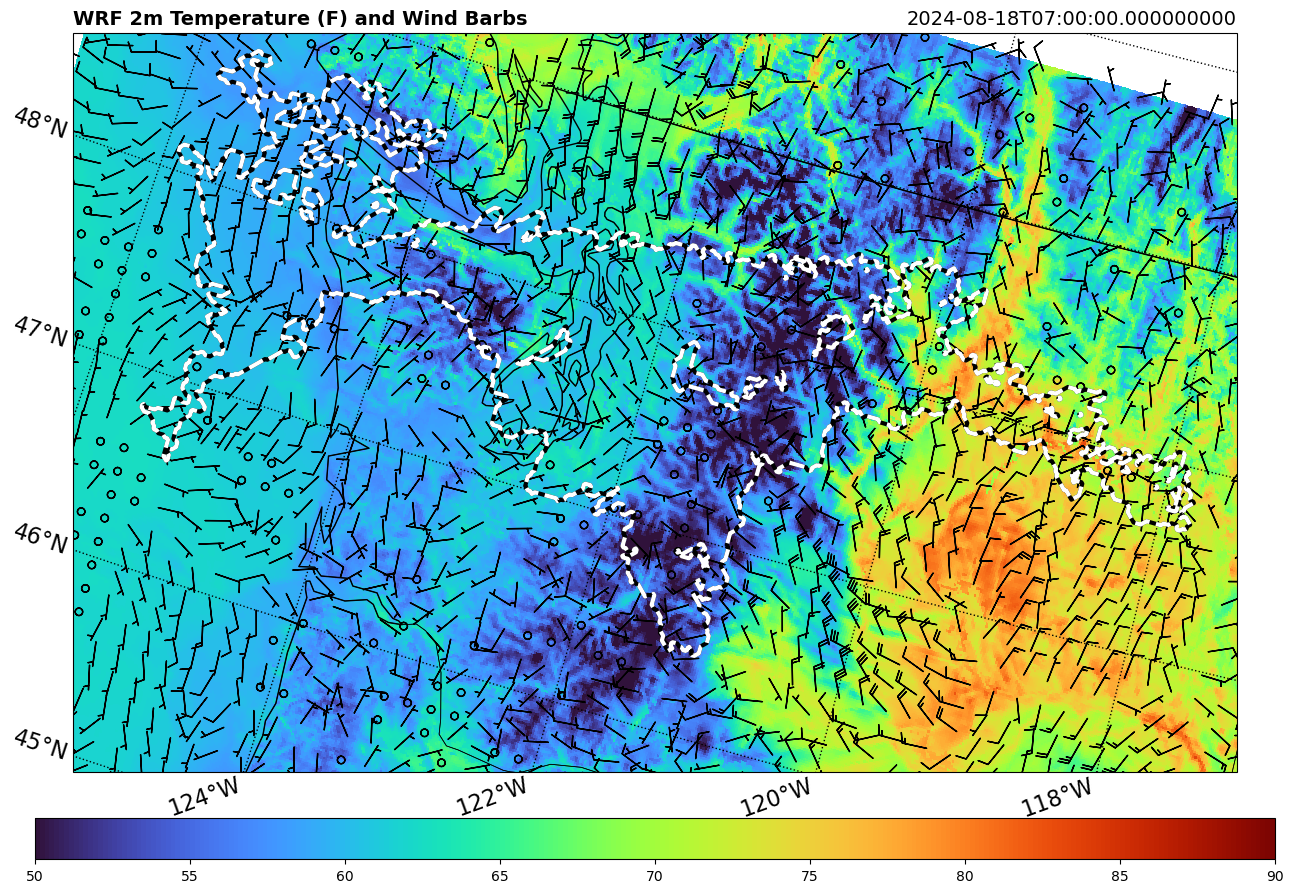 WRF 2m Temperature (F) and Wind Barbs
2024-08-18T07:00:00.000000000
48°N
47°N
46°N
45°N
124°W
122°W
120°W
118°W
50
55
60
65
70
75
80
85
90